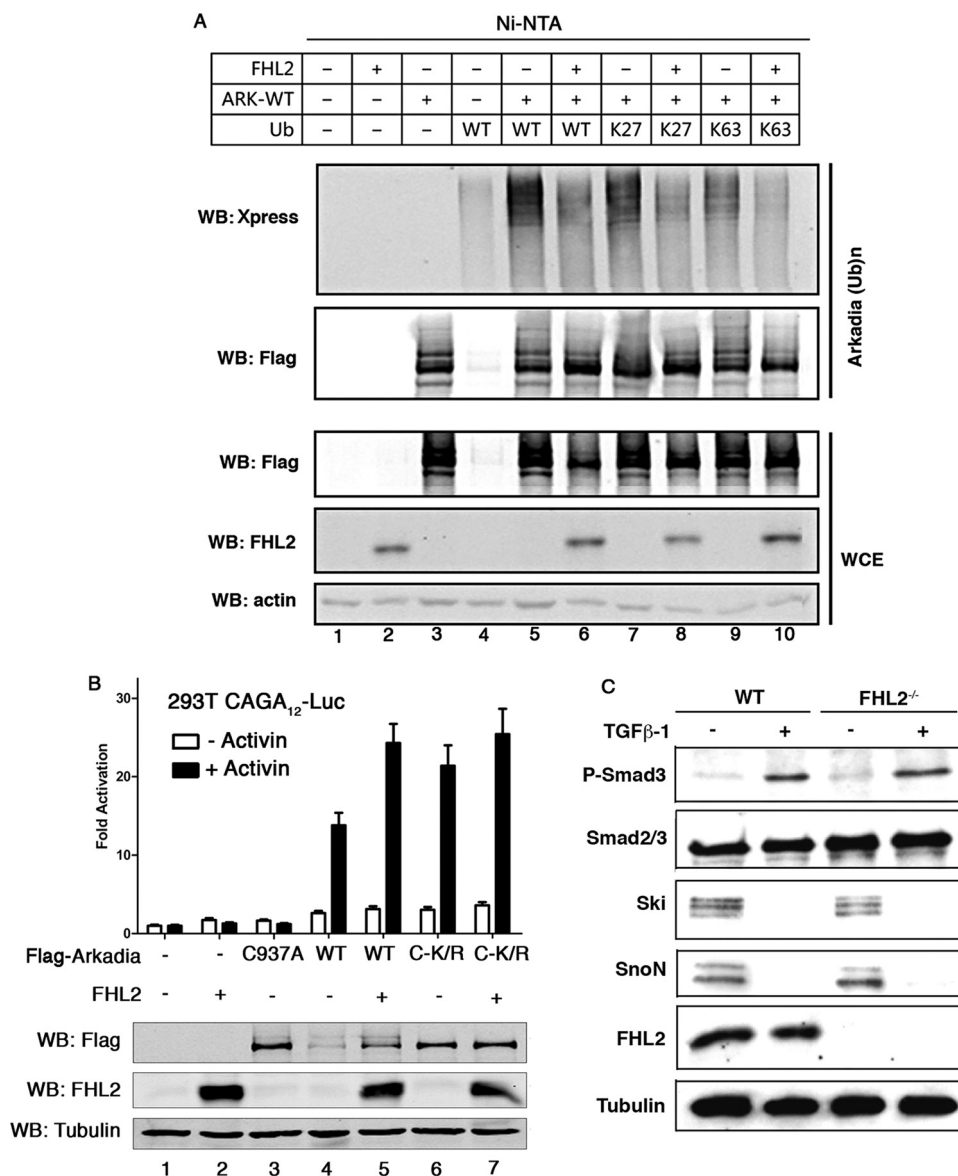 A
Ni-NTA
FHL2 – + – – – + – + – +
ARK-WT – – + – + + + + + +
Ub – – – WT WT WT K27 K27 K63 K63
WB: Xpress
WB: Flag
Arkadia (Ub)n
WB: Flag
WB: FHL2
WB: actin
WCE
1 2 3 4 5 6 7 8 9 10
B
293T CAGA12-Luc
- Activin
+ Activin
Fold Activation
30
20
10
0
Flag-Arkadia - - C937A WT WT C-K/R C-K/R
FHL2 - + - - + - +
WB: Flag
WB: FHL2
WB: Tubulin
1 2 3 4 5 6 7
C
WT FHL2-/-
TGFβ-1 - + - +
P-Smad3
Smad2/3
Ski
SnoN
FHL2
Tubulin